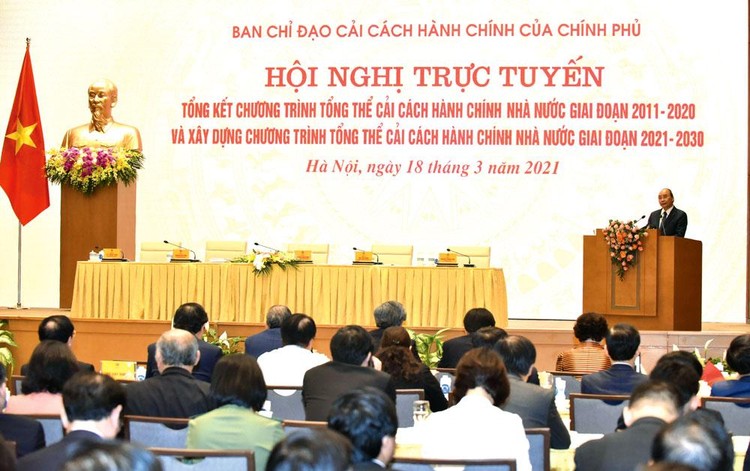 BAN CHỈ ĐẠO CẢI CÁCH HÀNH CHÍNH CỦA CHÍNH PHỦ
HỘI NGHỊ TRỰC TUYẾN
TỔNG KẾT CHƯƠNG TRÌNH TỔNG THỂ CẢI CÁCH HÀNH CHÍNH NHÀ NƯỚC GIAI ĐOẠN 2011-2020
VÀ XÂY DỰNG CHƯƠNG TRÌNH TỔNG THỂ CẢI CÁCH HÀNH CHÍNH NHÀ NƯỚC GIAI ĐOẠN 2021-2030
Hà Nội, ngày 18 tháng 3 năm 2021